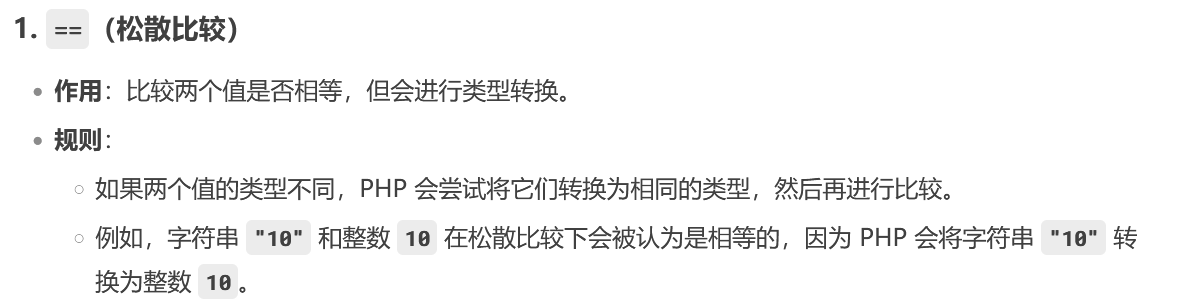 1. == （松散比较）
作用：比较两个值是否相等，但会进行类型转换。
规则：
如果两个值的类型不同，PHP 会尝试将它们转换为相同的类型，然后再进行比较。
例如，字符串 "10" 和整数 10 在松散比较下会被认为是相等的，因为 PHP 会将字符串 "10" 转
换为整数 10。